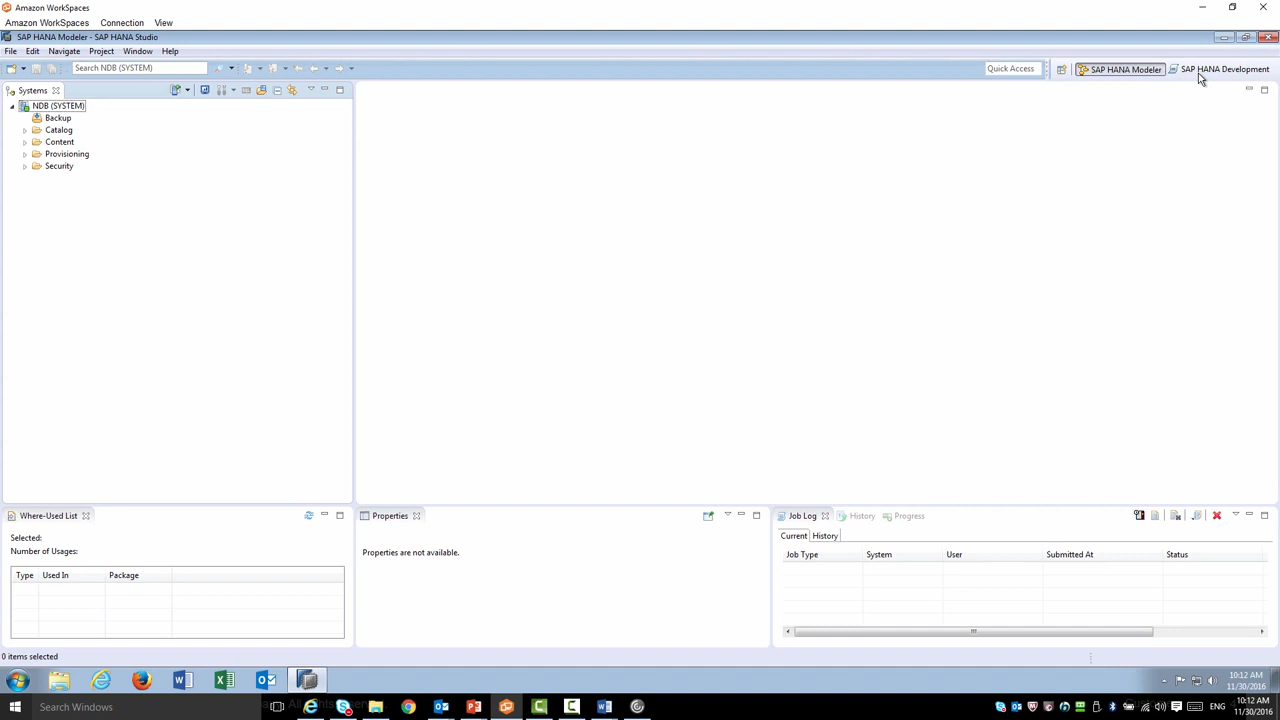 Amazon WorkSpaces
Amazon WorkSpaces Connection View
SAP HANA Modeler - SAP HANA Studio
File Edit Navigate Project Window Help
Search NDB (SYSTEM)
Quick Access
SAP HANA Modeler
SAP HANA Development
Systems
NDB (SYSTEM)
Backup
Catalog
Content
Provisioning
Security
Where-Used List
Selected:
Number of Usages:
Type Used In Package
Properties
Properties are not available.
Job Log History Progress
Current History
Job Type System User Submitted At Status
0 items selected
10:12 AM
11/30/2016
Search Windows
All rights
ENG
10:12 AM
11/30/2016